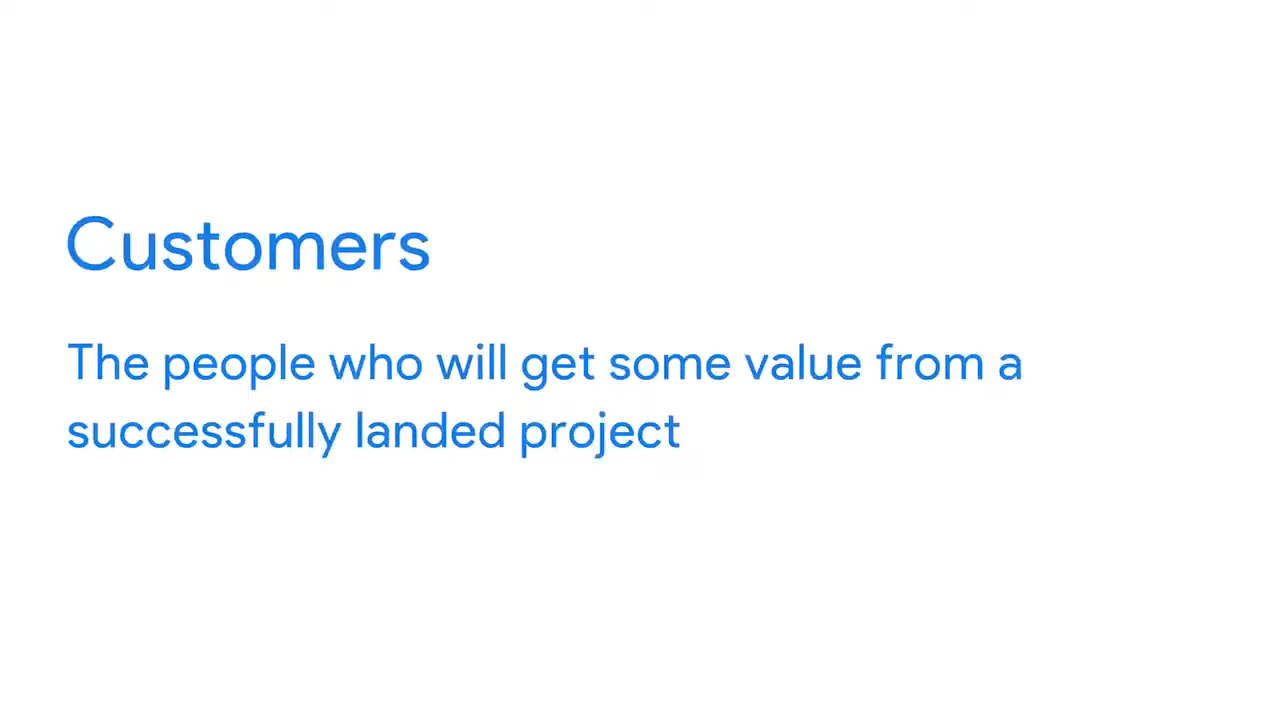 Customers
The people who will get some value from a
successfully landed project